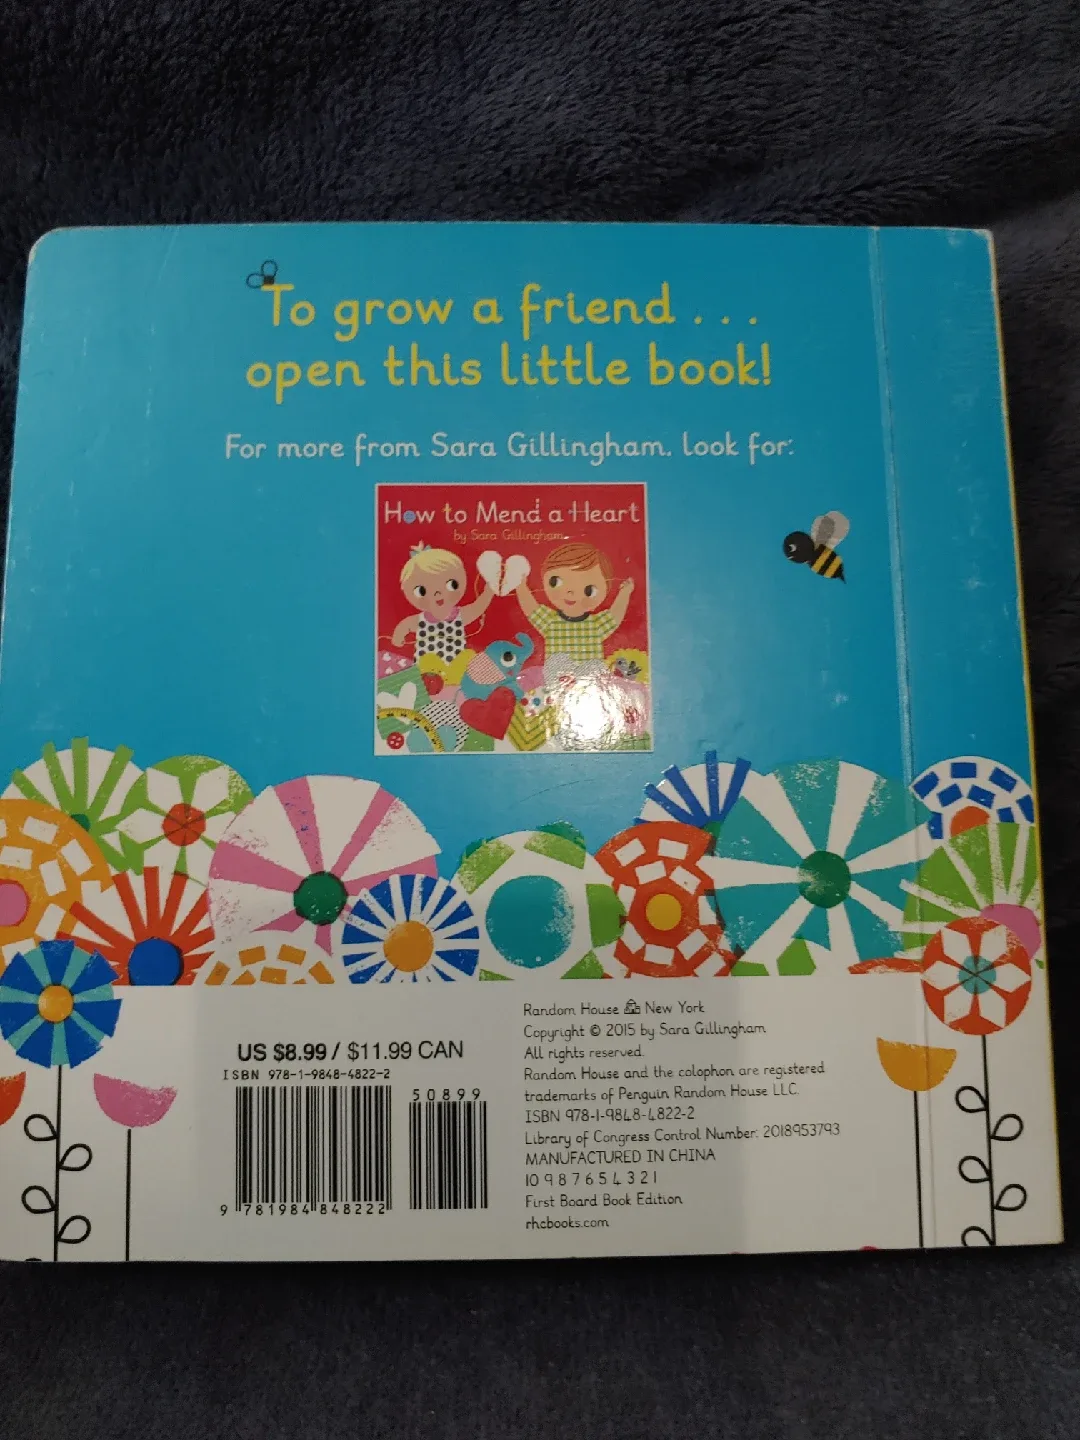 To grow a friend . . .
open this little book!
For more from Sara Gillingham, look for:
How to Mend a Heart
by Sara Gillingham
US $8.99 / $11.99 CAN
ISBN 978-1-9848-4822-2
50899
9 781984 848222
Random House New York
Copyright © 2015 by Sara Gillingham
All rights reserved.
Random House and the colophon are registered
trademarks of Penguin Random House LLC.
ISBN 978-1-9848-4822-2
Library of Congress Control Number: 2018953793
MANUFACTURED IN CHINA
10 9 8 7 6 5 4 3 2 1
First Board Book Edition
rhcbooks.com